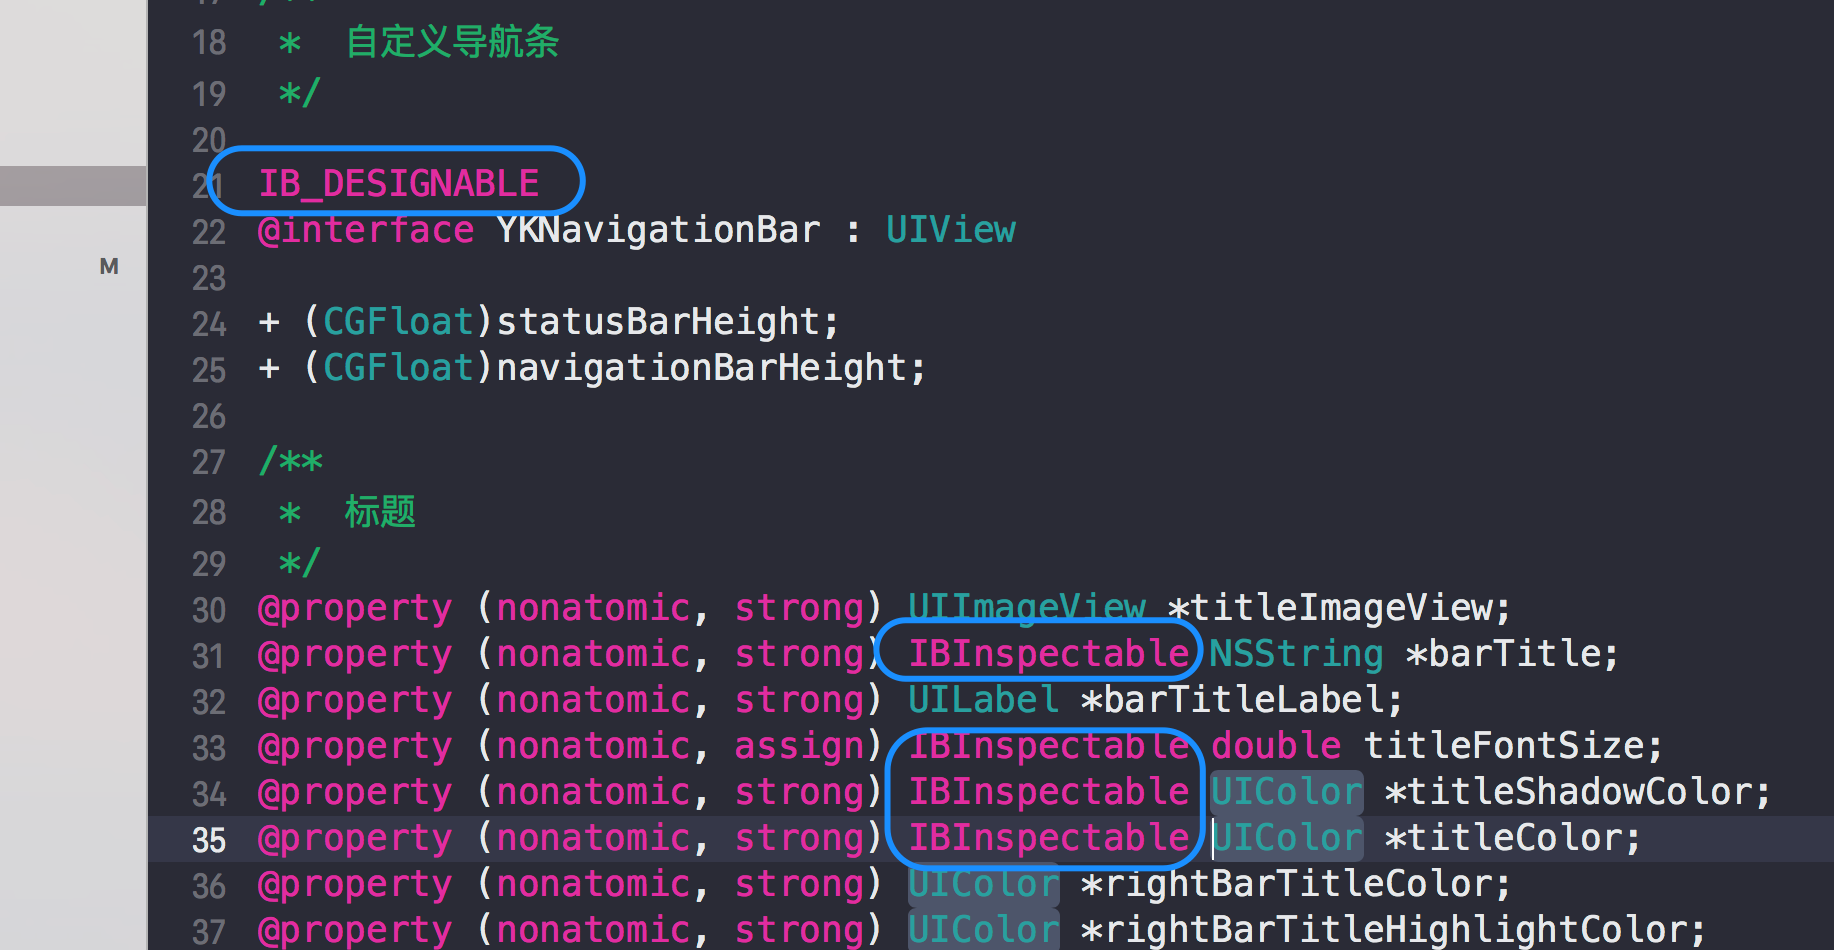 18 * 自定义导航条
19 */
20
21 IB_DESIGNABLE
22 @interface YKNavigationBar : UIView
23
M
24 + (CGFloat)statusBarHeight;
25 + (CGFloat)navigationBarHeight;
26
27 /**
28 * 标题
29 */
30 @property (nonatomic, strong) UIImageView *titleImageView;
31 @property (nonatomic, strong) IBInspectable NSString *barTitle;
32 @property (nonatomic, strong) UILabel *barTitleLabel;
33 @property (nonatomic, assign) IBInspectable double titleFontSize;
34 @property (nonatomic, strong) IBInspectable UIColor *titleShadowColor;
35 @property (nonatomic, strong) IBInspectable UIColor *titleColor;
36 @property (nonatomic, strong) UIColor *rightBarTitleColor;
37 @property (nonatomic, strong) UIColor *rightBarTitleHighlightColor;